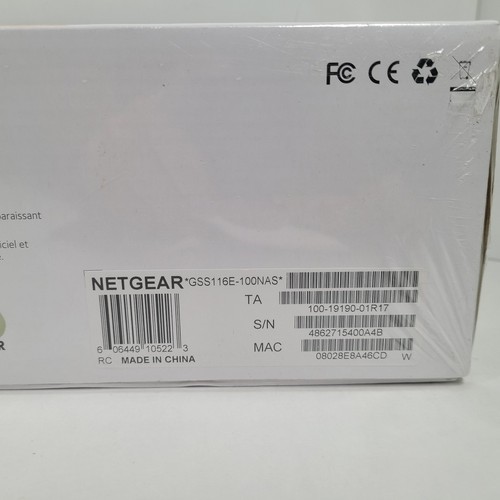 FC CE
araissant
iciel et
R
NETGEAR *GSS116E-100NAS*
TA
100-19190-01R17
S/N
4862715400A4B
MAC
08028E8A46CD W
6 06449 10522 3
RC MADE IN CHINA